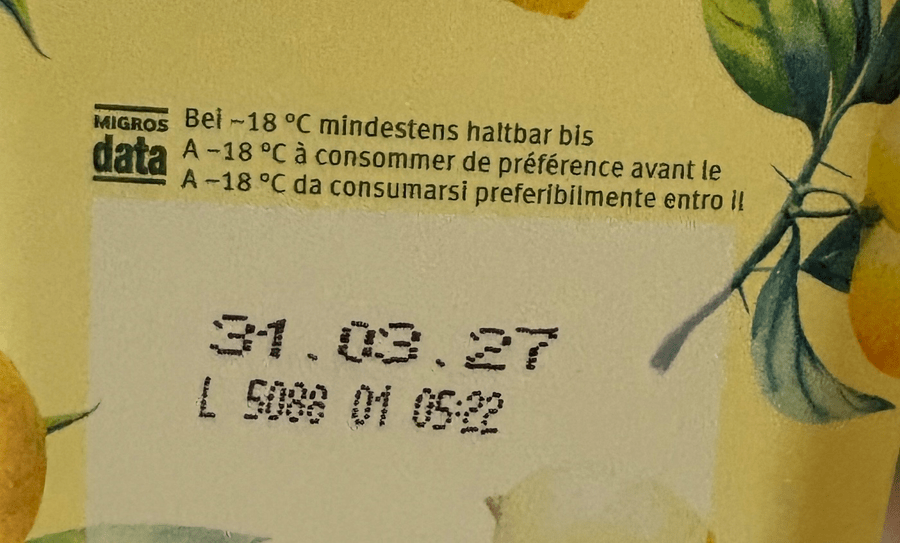 MIGROS
data
Bei –18 °C mindestens haltbar bis
A –18 °C à consommer de préférence avant le
A –18 °C da consumarsi preferibilmente entro il
31.03.27
L 5088 01 05:22